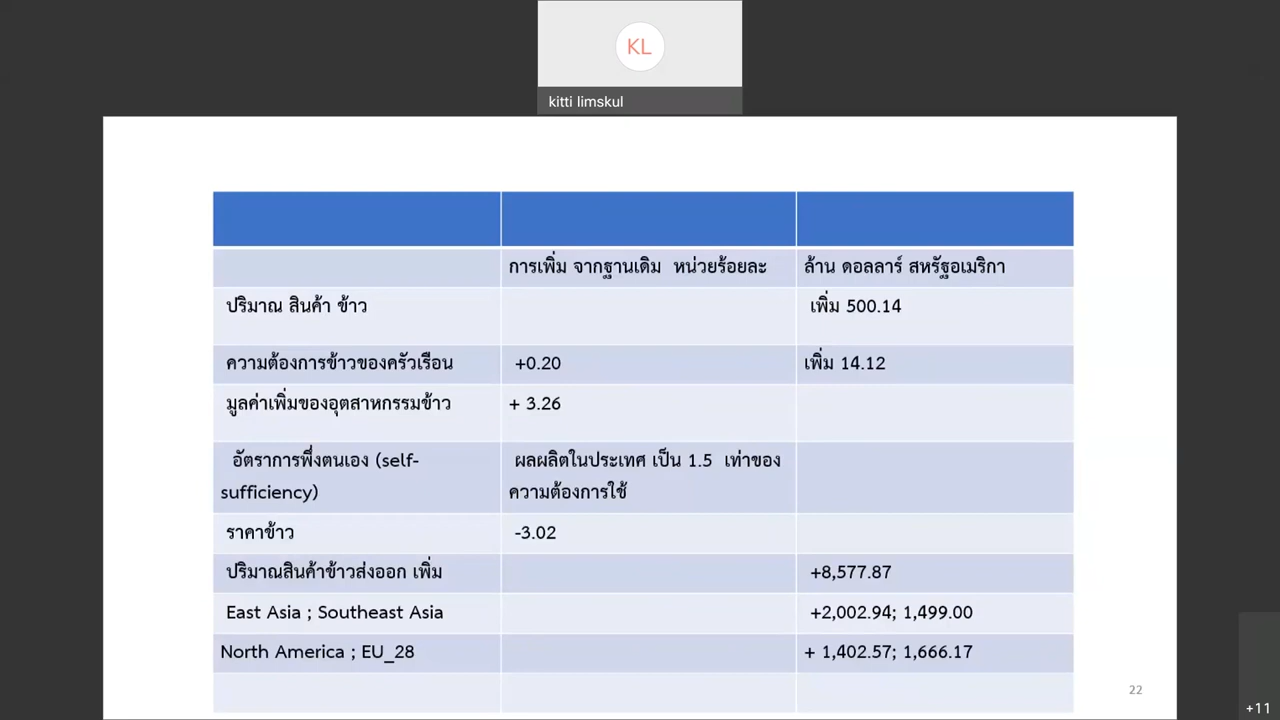 KL
kitti limskul
การเพิ่ม จากฐานเดิม หน่วยร้อยละ ล้าน ดอลลาร์ สหรัฐอเมริกา
ปริมาณ สินค้า ข้าว เพิ่ม 500.14
ความต้องการข้าวของครัวเรือน +0.20 เพิ่ม 14.12
มูลค่าเพิ่มของอุตสาหกรรมข้าว + 3.26
อัตราการพึ่งตนเอง (self-
sufficiency)
ผลผลิตในประเทศ เป็น 1.5 เท่าของ
ความต้องการใช้
ราคาข้าว -3.02
ปริมาณสินค้าข้าวส่งออก เพิ่ม +8,577.87
East Asia ; Southeast Asia +2,002.94; 1,499.00
North America ; EU_28 + 1,402.57; 1,666.17
22
+11